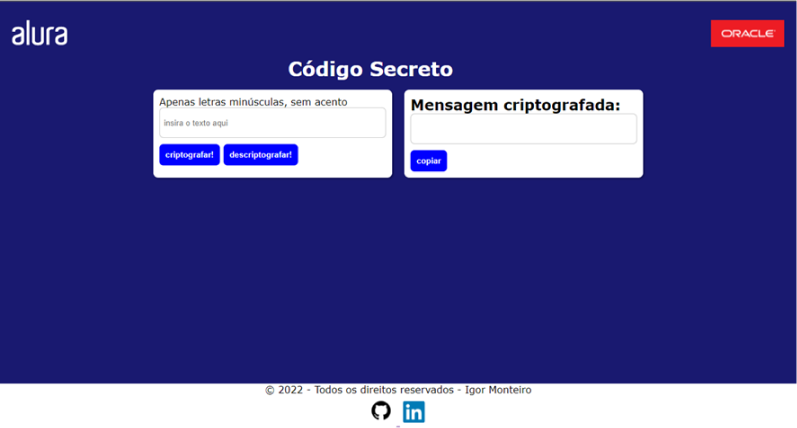 alura
ORACLE
Código Secreto
Apenas letras minúsculas, sem acento
insira o texto aqui
criptografar! descriptografar!
Mensagem criptografada:
copiar
© 2022 - Todos os direitos reservados - Igor Monteiro
in